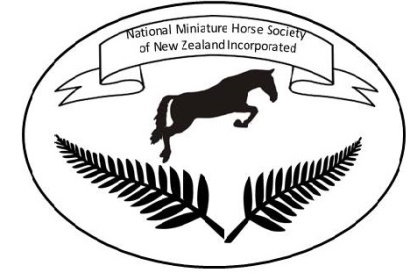 National Miniature Horse Society
of New Zealand Incorporated